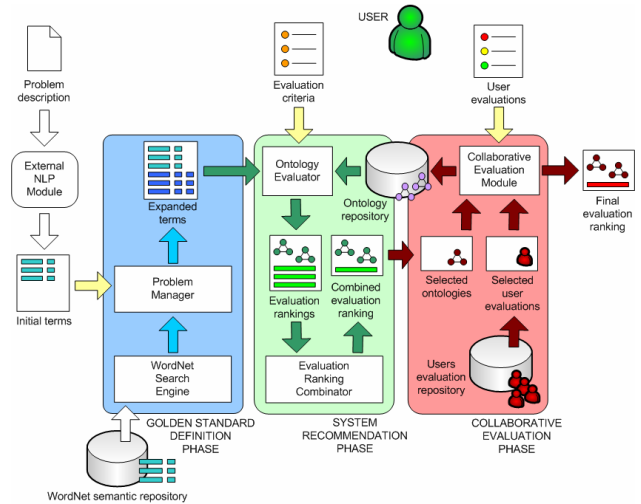 USER
Problem
description
Evaluation
criteria
User
evaluations
External
NLP
Module
Expanded
terms
Ontology
Evaluator
Ontology
repository
Collaborative
Evaluation
Module
Final
evaluation
ranking
Initial terms
Problem
Manager
Evaluation
rankings
Combined
evaluation
ranking
Selected
ontologies
Selected
user
evaluations
WordNet
Search
Engine
Evaluation
Ranking
Combinator
Users
evaluation
repository
GOLDEN STANDARD
DEFINITION
PHASE
SYSTEM
RECOMMENDATION
PHASE
COLLABORATIVE
EVALUATION
PHASE
WordNet semantic repository